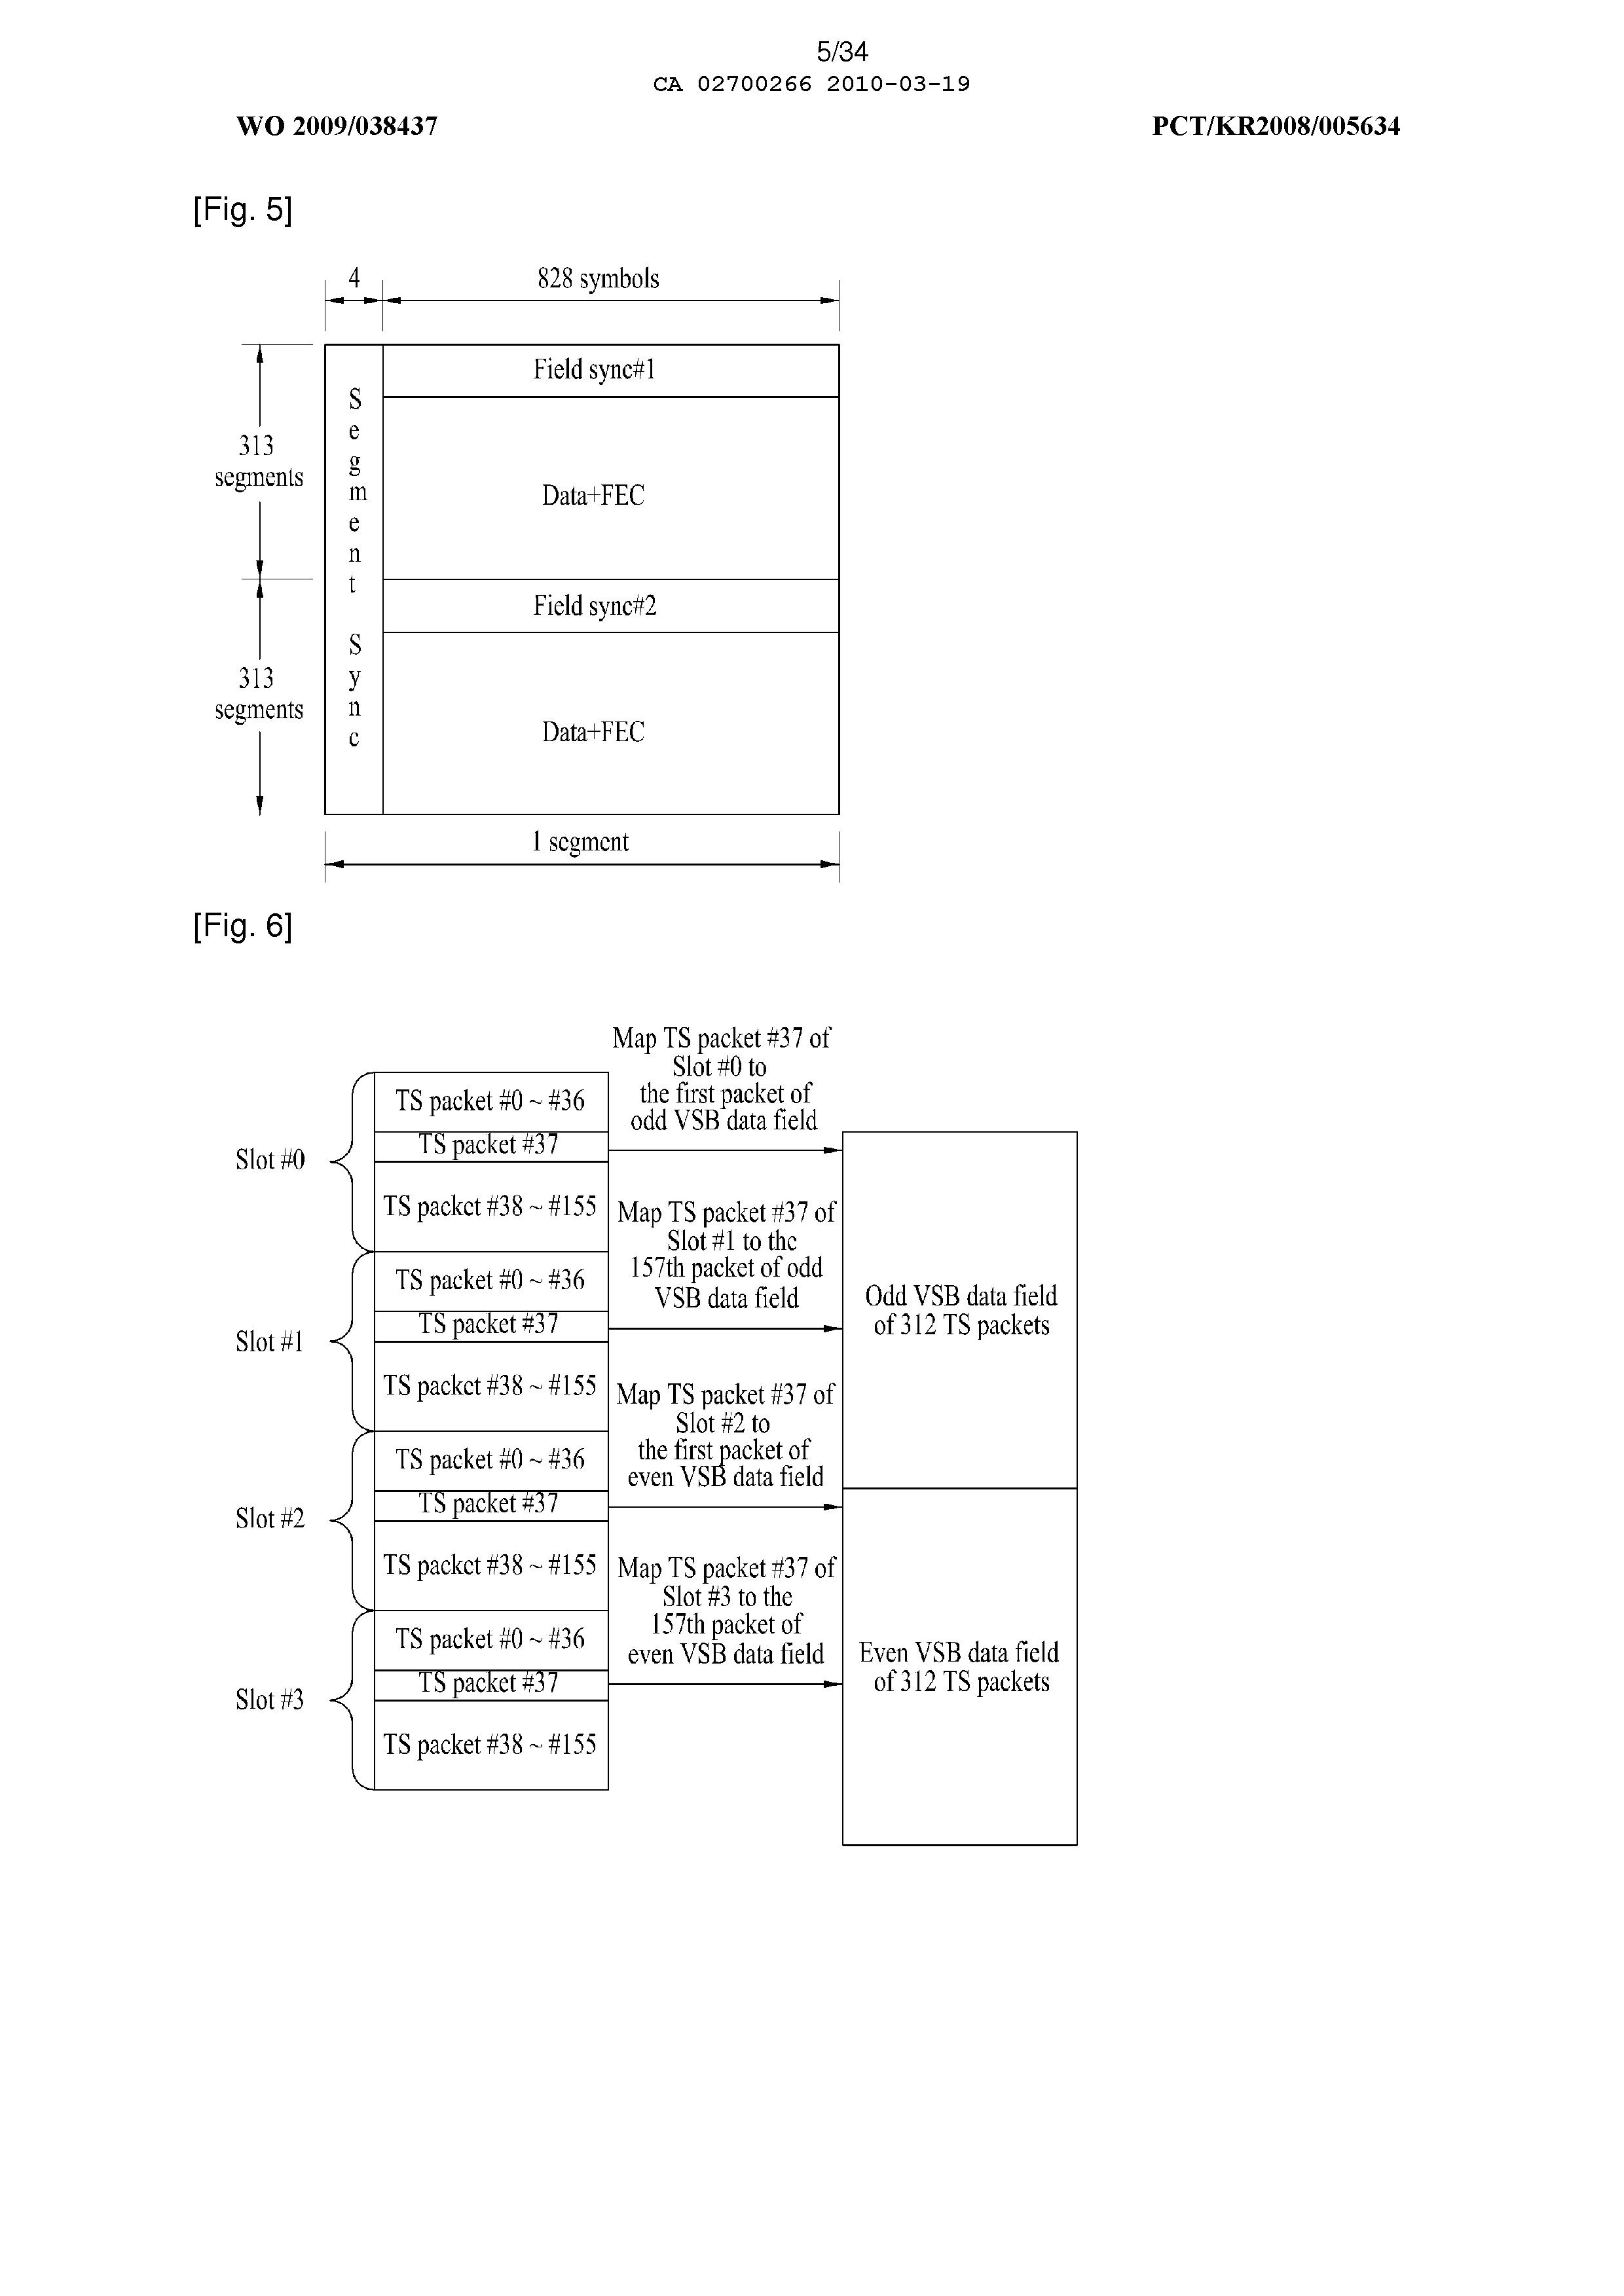 5/34
CA 02700266 2010-03-19
WO 2009/038437
PCT/KR2008/005634
[Fig. 5]
4
828 symbols
Field sync#1
313
segments
Segment Sync
Data+FEC
Field sync#2
313
segments
Data+FEC
1 segment
[Fig. 6]
Slot #0
TS packet #0 ~ #36
TS packet #37
TS packet #38 ~ #155
Slot #1
TS packet #0 ~ #36
TS packet #37
TS packet #38 ~ #155
Slot #2
TS packet #0 ~ #36
TS packet #37
TS packet #38 ~ #155
Slot #3
TS packet #0 ~ #36
TS packet #37
TS packet #38 ~ #155
Map TS packet #37 of
Slot #0 to
the first packet of
odd VSB data field
Map TS packet #37 of
Slot #1 to the
157th packet of odd
VSB data field
Map TS packet #37 of
Slot #2 to
the first packet of
even VSB data field
Map TS packet #37 of
Slot #3 to the
157th packet of
even VSB data field
Odd VSB data field
of 312 TS packets
Even VSB data field
of 312 TS packets